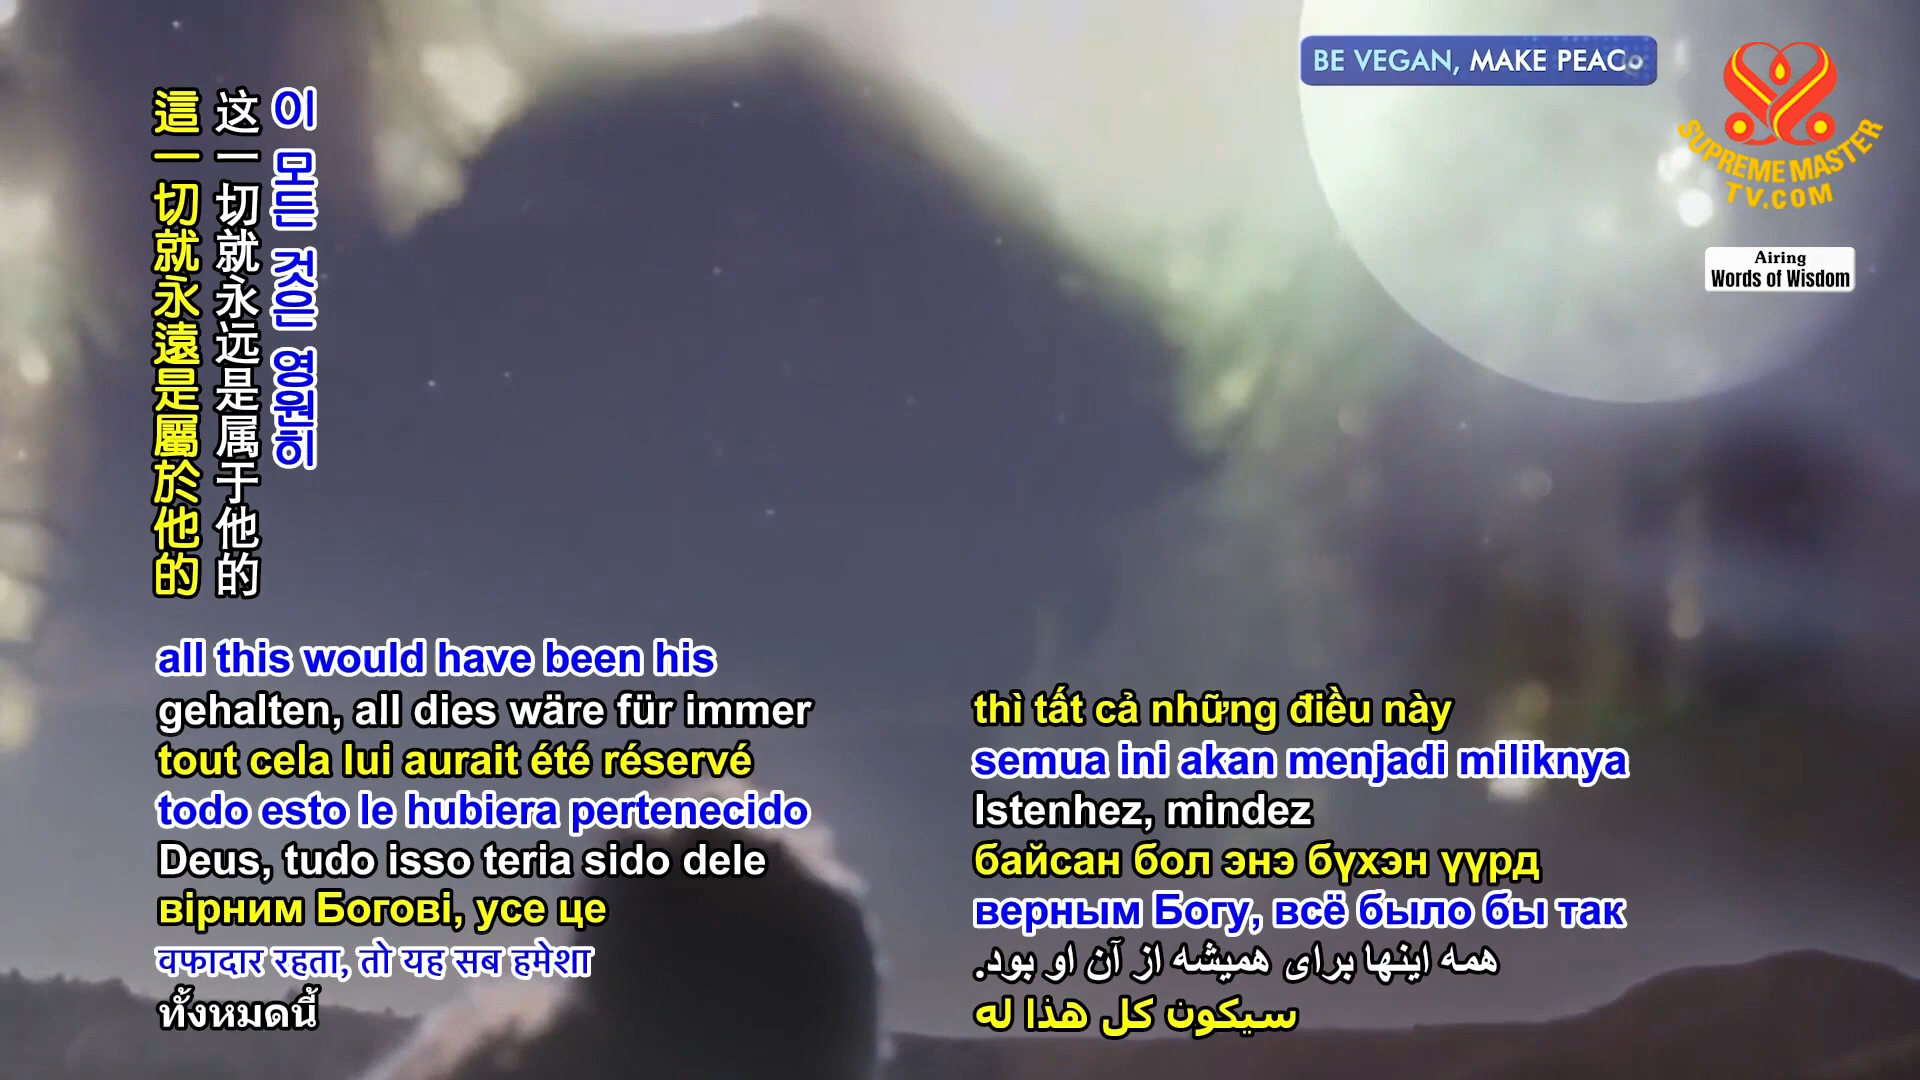 BE VEGAN, MAKE PEAC
SUPREME MASTER
TV.COM
Airing
Words of Wisdom
이 모든 것은 영원히
这一切就永远是属于他的
這一切就永遠是屬於他的
all this would have been his
gehalten, all dies wäre für immer
tout cela lui aurait été réservé
todo esto le hubiera pertenecido
Deus, tudo isso teria sido dele
вірним Богові, усе це
वफादार रहता, तो यह सब हमेशा
ทั้งหมดนี้
thì tất cả những điều này
semua ini akan menjadi miliknya
Istenhez, mindez
байсан бол энэ бүхэн үүрд
верным Богу, всё было бы так
همه اینها برای همیشه از آن او بود.
سيكون كل هذا له